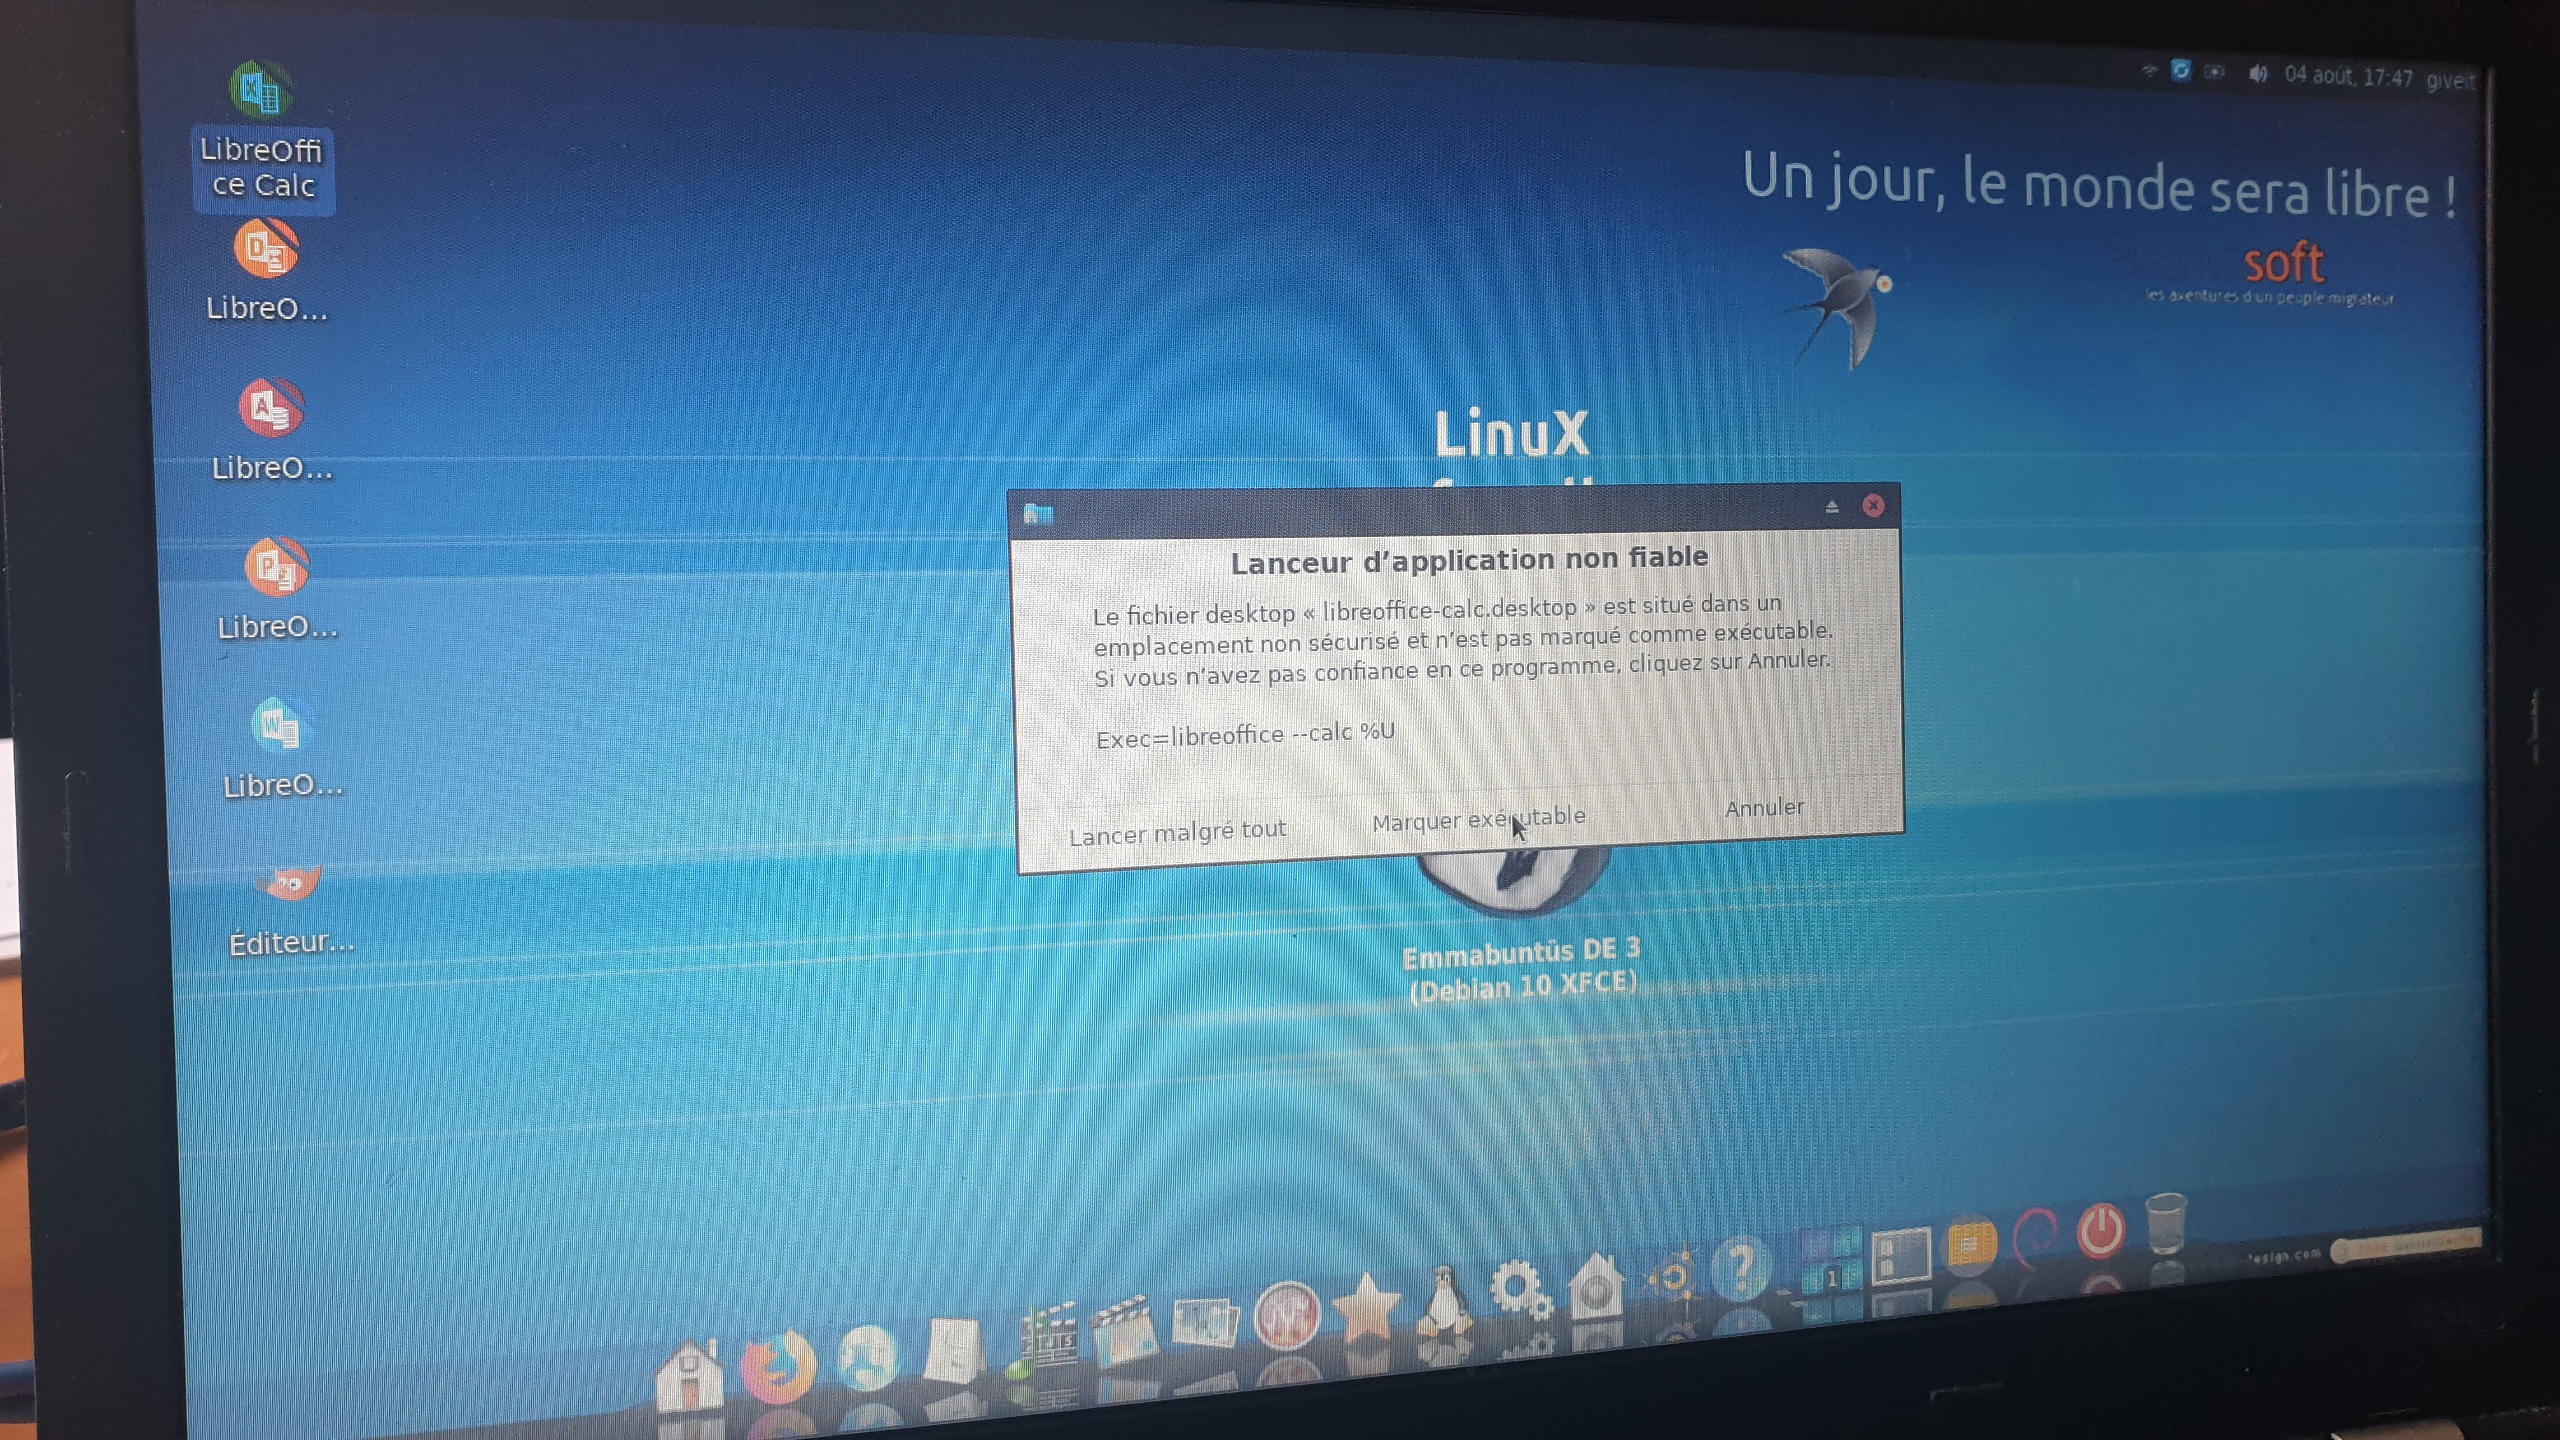 04 août, 17:47 giveit
LibreOffi
ce Calc
Un jour, le monde sera libre !
soft
les aventures d'un peuple migrateur
LibreO...
LibreO...
LibreO...
LibreO...
Éditeur...
LinuX
Lanceur d'application non fiable
Le fichier desktop « libreoffice-calc.desktop » est situé dans un
emplacement non sécurisé et n'est pas marqué comme exécutable.
Si vous n'avez pas confiance en ce programme, cliquez sur Annuler.
Exec=libreoffice --calc %U
Lancer malgré tout Marquer exécutable Annuler
Emmabuntüs DE 3
(Debian 10 XFCE)
1